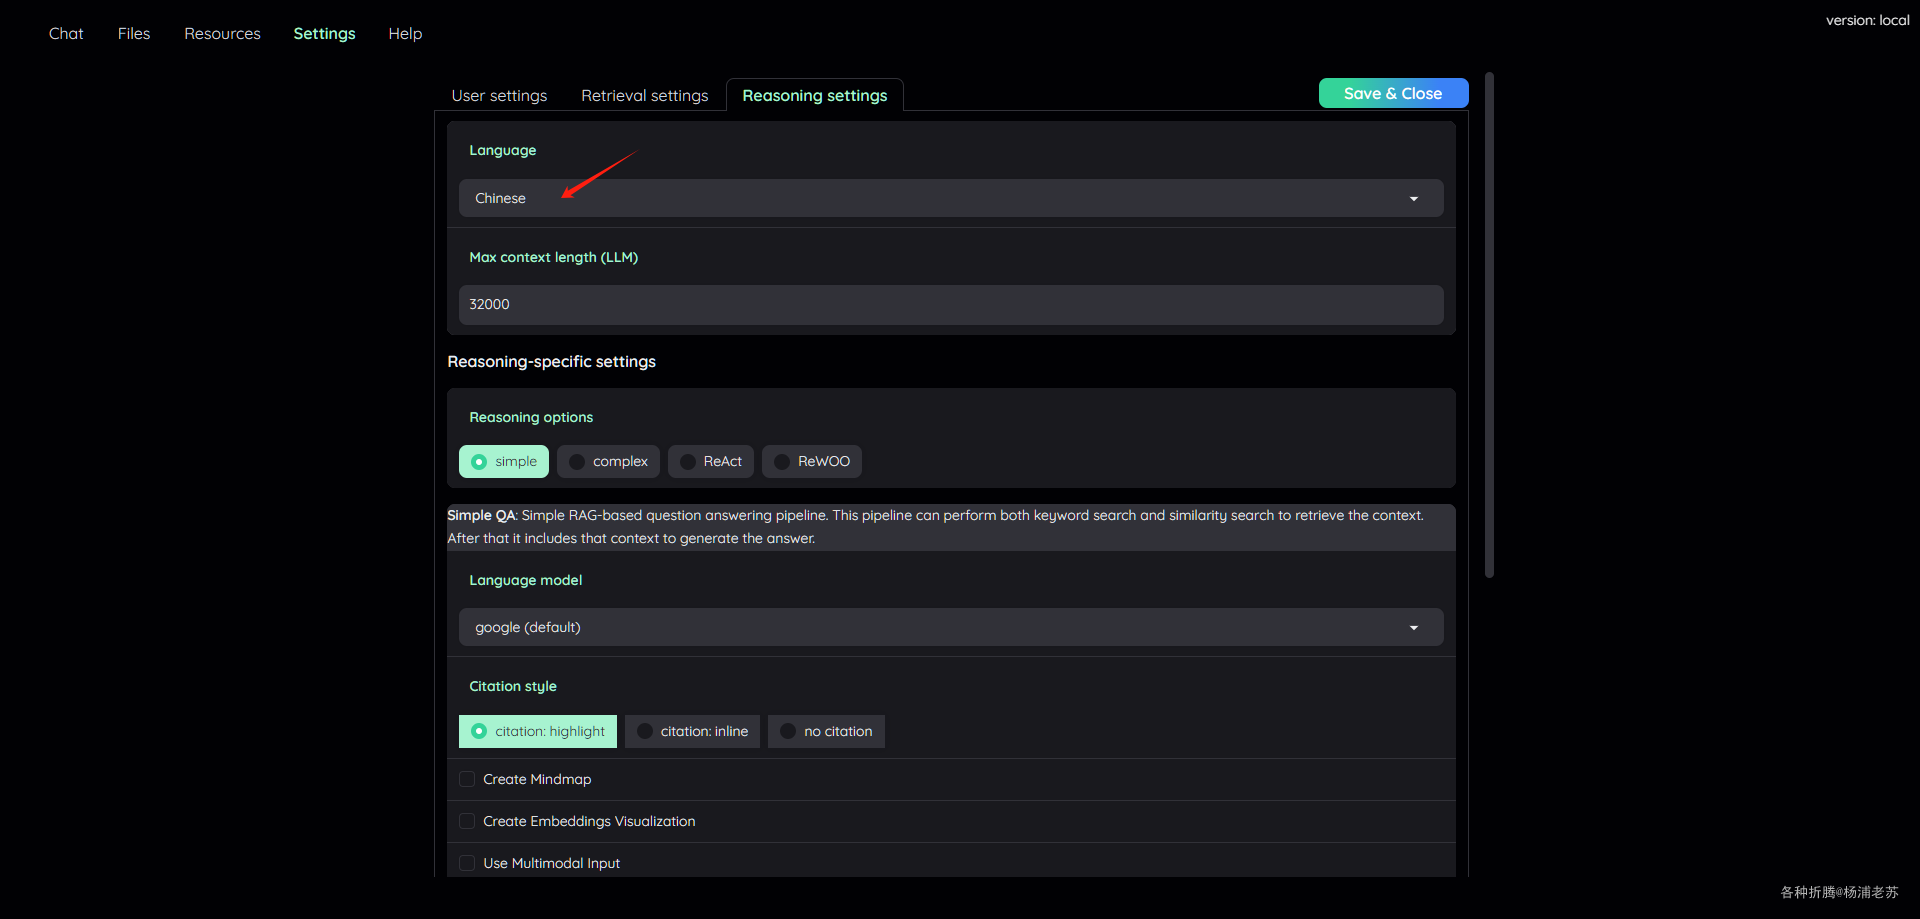 Chat Files Resources Settings Help
version: local
User settings Retrieval settings Reasoning settings
Save & Close
Language
Chinese
Max context length (LLM)
32000
Reasoning-specific settings
Reasoning options
simple complex ReAct ReWOO
Simple QA: Simple RAG-based question answering pipeline. This pipeline can perform both keyword search and similarity search to retrieve the context.
After that it includes that context to generate the answer.
Language model
google (default)
Citation style
citation: highlight citation: inline no citation
Create Mindmap
Create Embeddings Visualization
Use Multimodal Input
各种折腾@杨浦老苏